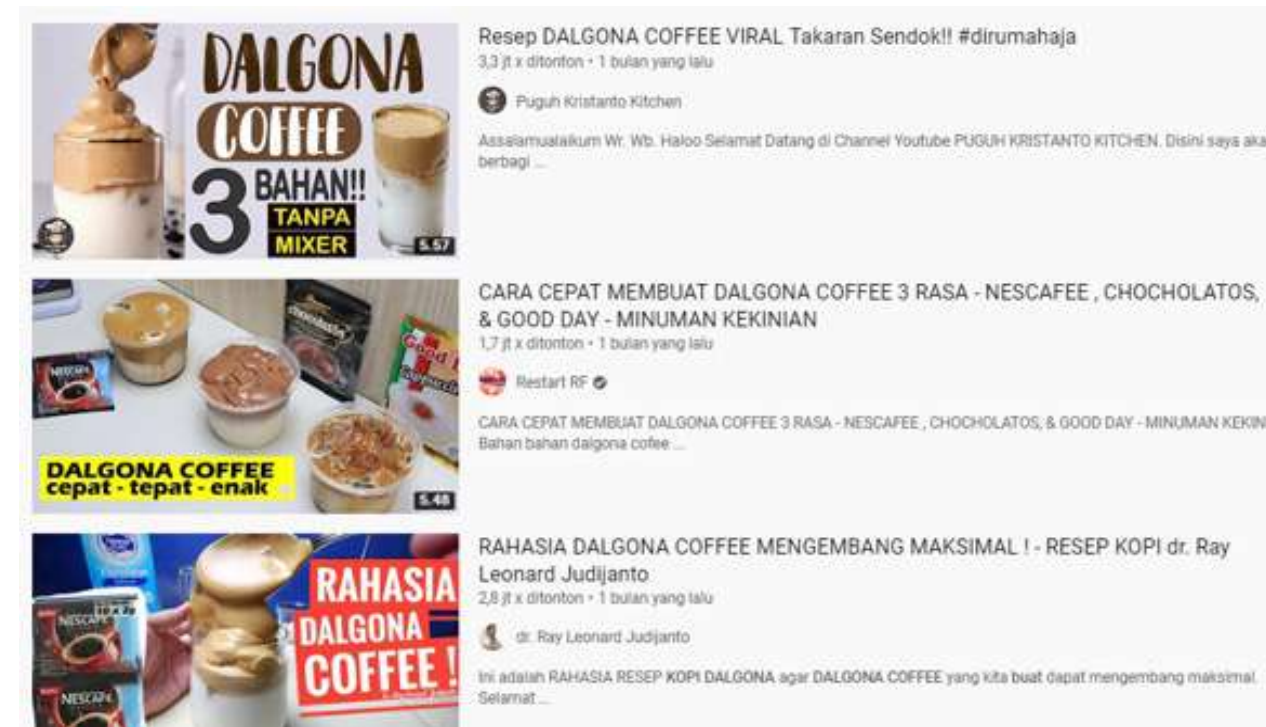 DALGONA
COFFEE
3 BAHAN!!
TANPA
MIXER
5.57
Resep DALGONA COFFEE VIRAL Takaran Sendok!! #dirumahaja
3,3 jt x ditonton • 1 bulan yang lalu
Puguh Kristanto Kitchen
Assalamualaikum Wr. Wb. Haloo Selamat Datang di Channel Youtube PUGUH KRISTANTO KITCHEN. Disini saya aka
berbagi ...
NESCAFE
chocolatos
Good
DALGONA COFFEE
cepat - tepat - enak
5.48
CARA CEPAT MEMBUAT DALGONA COFFEE 3 RASA - NESCAFEE , CHOCHOLATOS,
& GOOD DAY - MINUMAN KEKINIAN
1,7 jt x ditonton • 1 bulan yang lalu
Restart RF
CARA CEPAT MEMBUAT DALGONA COFFEE 3 RASA - NESCAFEE , CHOCHOLATOS, & GOOD DAY - MINUMAN KEKIN
Bahan bahan dalgona cofee ...
NESCAFE
NESCAFE
RAHASIA
DALGONA
COFFEE !
RAHASIA DALGONA COFFEE MENGEMBANG MAKSIMAL ! - RESEP KOPI dr. Ray
Leonard Judijanto
2,8 jt x ditonton • 1 bulan yang lalu
dr. Ray Leonard Judijanto
Ini adalah RAHASIA RESEP KOPI DALGONA agar DALGONA COFFEE yang kita buat dapat mengembang maksimal.
Selamat ...